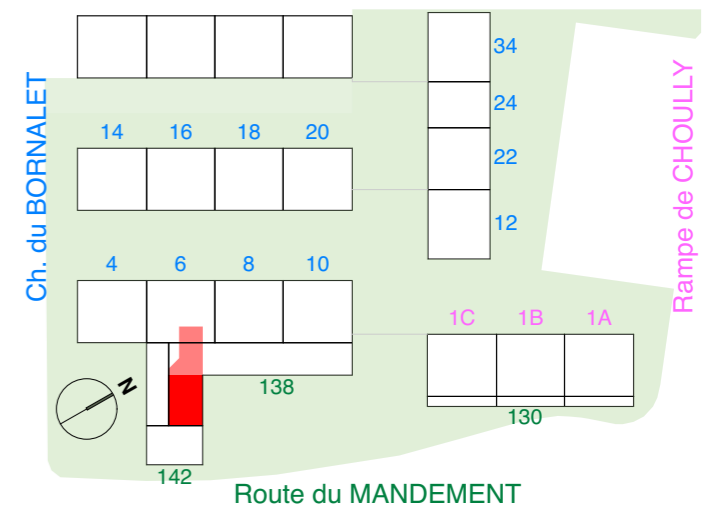 34
24
14 16 18 20
22
12
4 6 8 10
1C 1B 1A
N
138
130
142
Ch. du BORNALET
Rampe de CHOULLY
Route du MANDEMENT